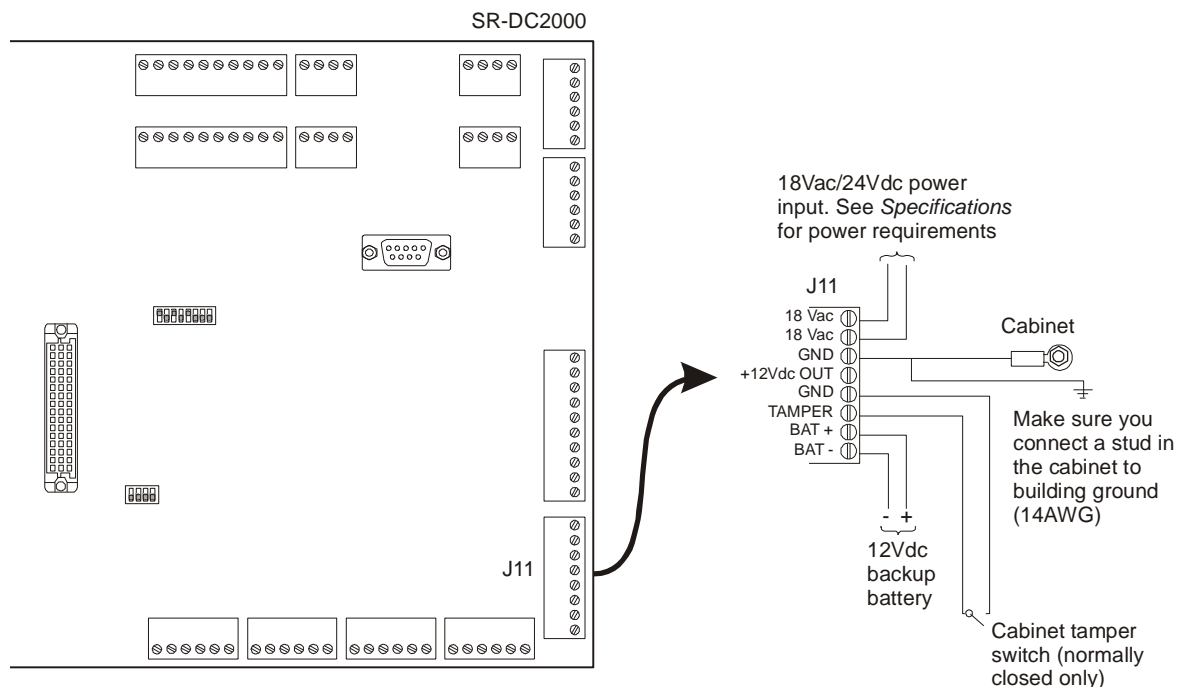 SR-DC2000
18Vac/24Vdc power
input. See Specifications
for power requirements
J11
18 Vac
18 Vac
GND
+12Vdc OUT
GND
TAMPER
BAT +
BAT -
Cabinet
Make sure you
connect a stud in
the cabinet to
building ground
(14AWG)
- +
12Vdc
backup
battery
J11
Cabinet tamper
switch (normally
closed only)